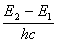 E₂ − E₁
hc